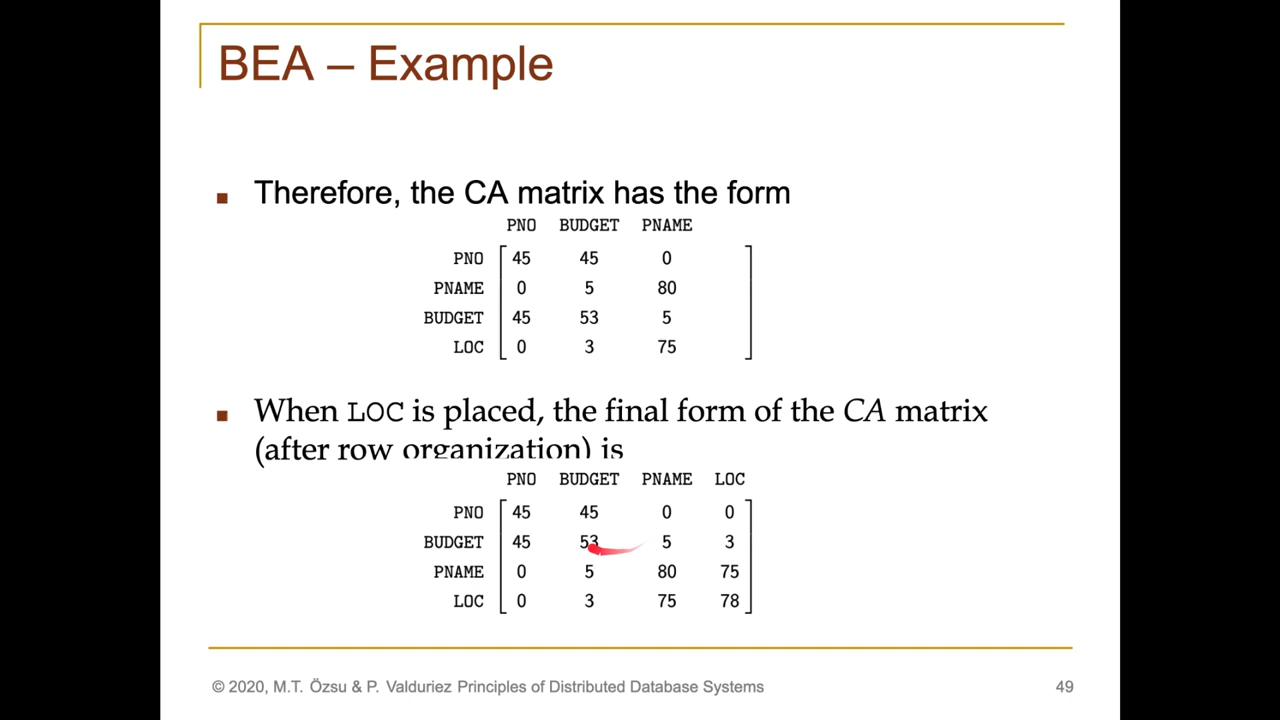 BEA – Example
▪ Therefore, the CA matrix has the form
PNO BUDGET PNAME
PNO 45 45 0
PNAME 0 5 80
BUDGET 45 53 5
LOC 0 3 75
▪ When LOC is placed, the final form of the CA matrix
(after row organization) is
PNO BUDGET PNAME LOC
PNO 45 45 0 0
BUDGET 45 53 5 3
PNAME 0 5 80 75
LOC 0 3 75 78
© 2020, M.T. Özsu & P. Valduriez Principles of Distributed Database Systems 49